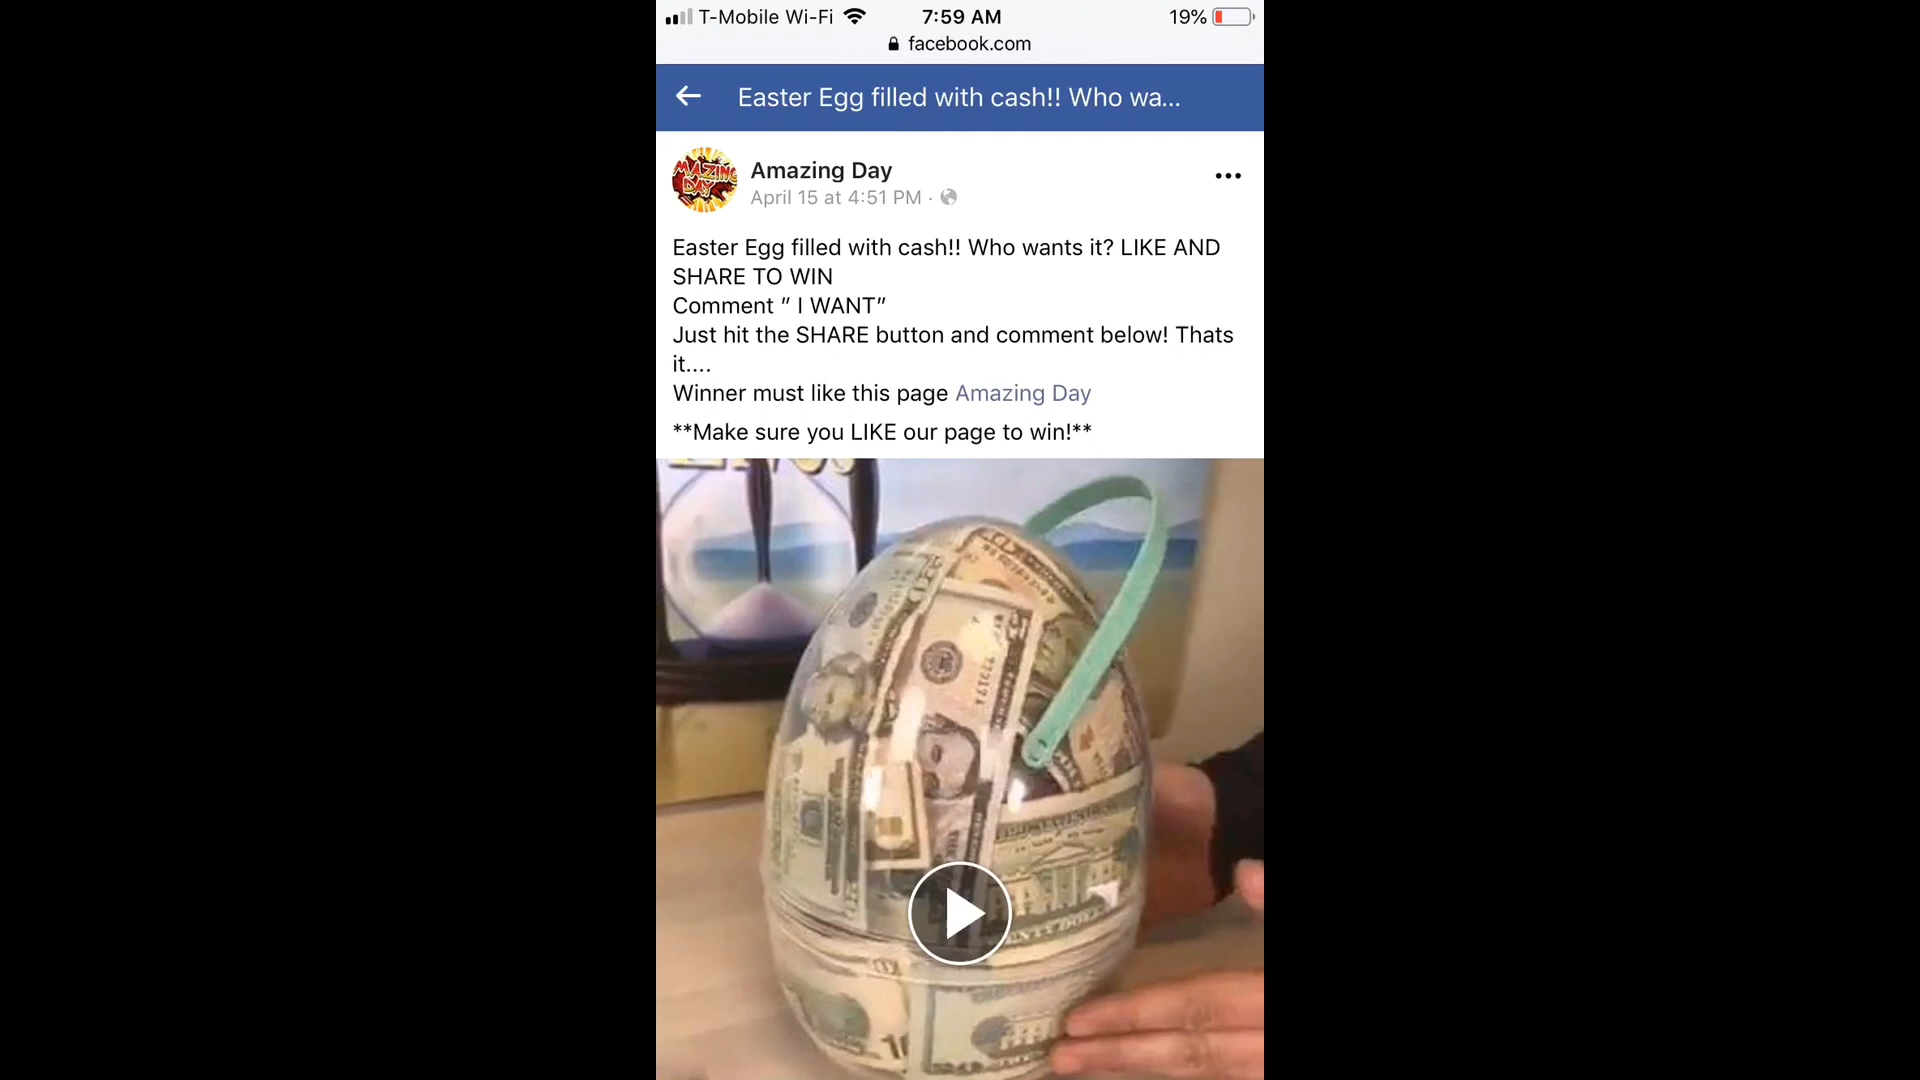 T-Mobile Wi-Fi 7:59 AM 19%
facebook.com
Easter Egg filled with cash!! Who wa...
AMAZING DAY
Amazing Day
April 15 at 4:51 PM ·
Easter Egg filled with cash!! Who wants it? LIKE AND
SHARE TO WIN
Comment " I WANT"
Just hit the SHARE button and comment below! Thats
it....
Winner must like this page Amazing Day
**Make sure you LIKE our page to win!**